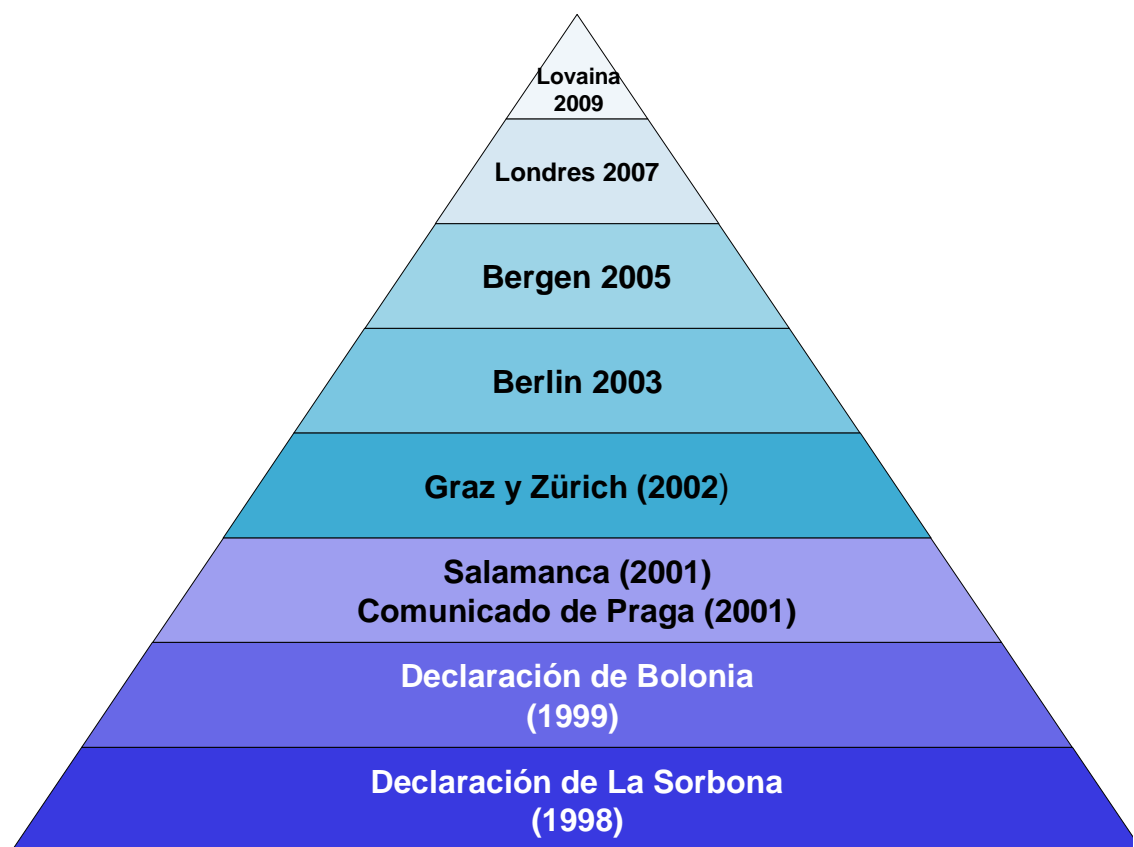 Lovaina
2009
Londres 2007
Bergen 2005
Berlin 2003
Graz y Zürich (2002)
Salamanca (2001)
Comunicado de Praga (2001)
Declaración de Bolonia
(1999)
Declaración de La Sorbona
(1998)